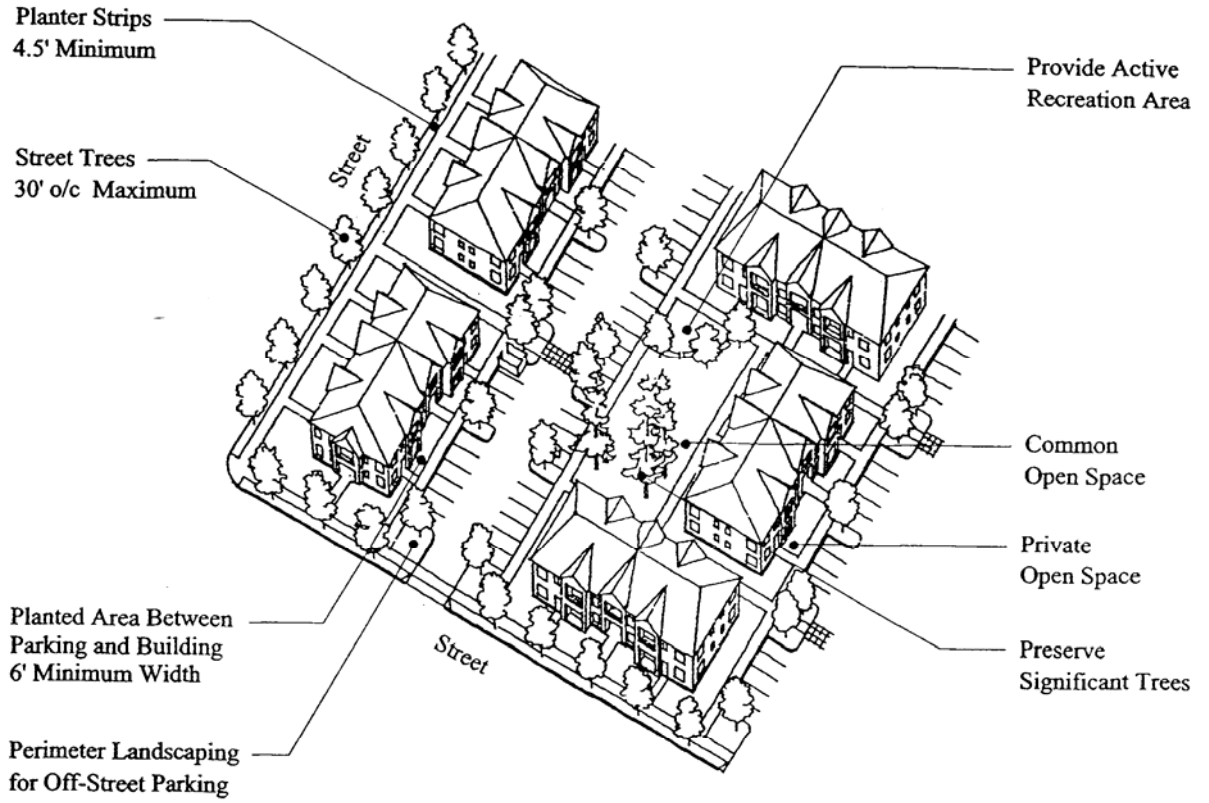 Planter Strips
4.5' Minimum
Street Trees
30' o/c Maximum
Street
Provide Active
Recreation Area
Common
Open Space
Private
Open Space
Preserve
Significant Trees
Street
Planted Area Between
Parking and Building
6' Minimum Width
Perimeter Landscaping
for Off-Street Parking